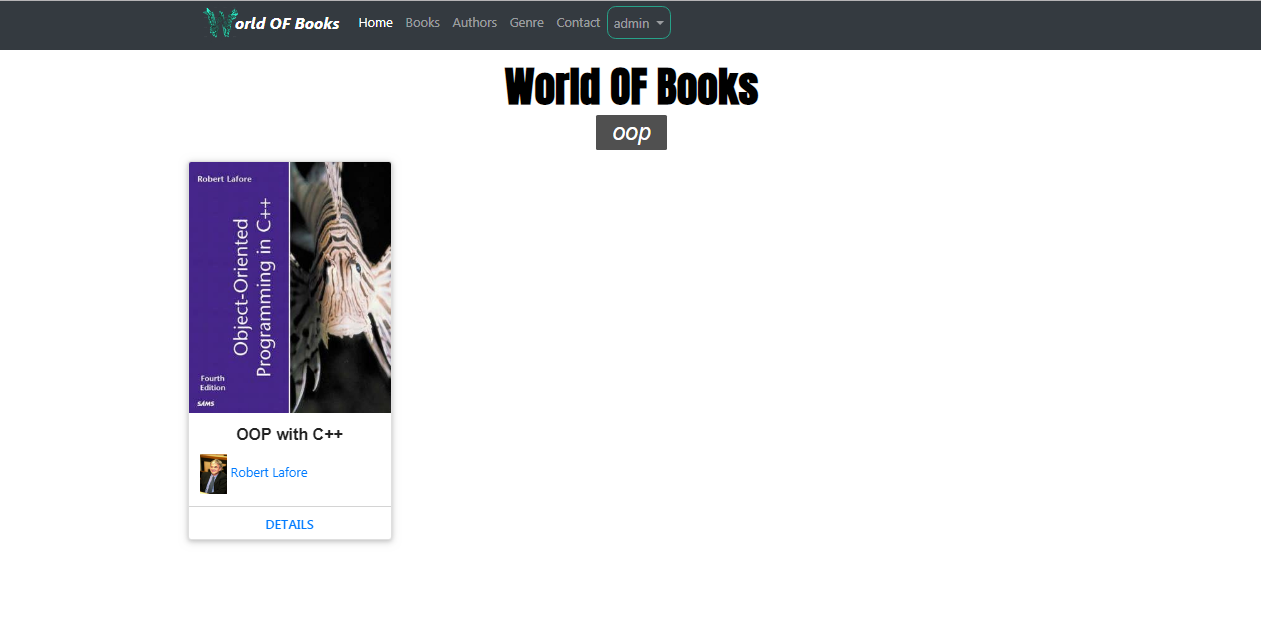 World OF Books Home Books Authors Genre Contact admin
World OF Books
oop
Robert Lafore
Object-Oriented
Programming in C++
Fourth
Edition
SAMS
OOP with C++
Robert Lafore
DETAILS